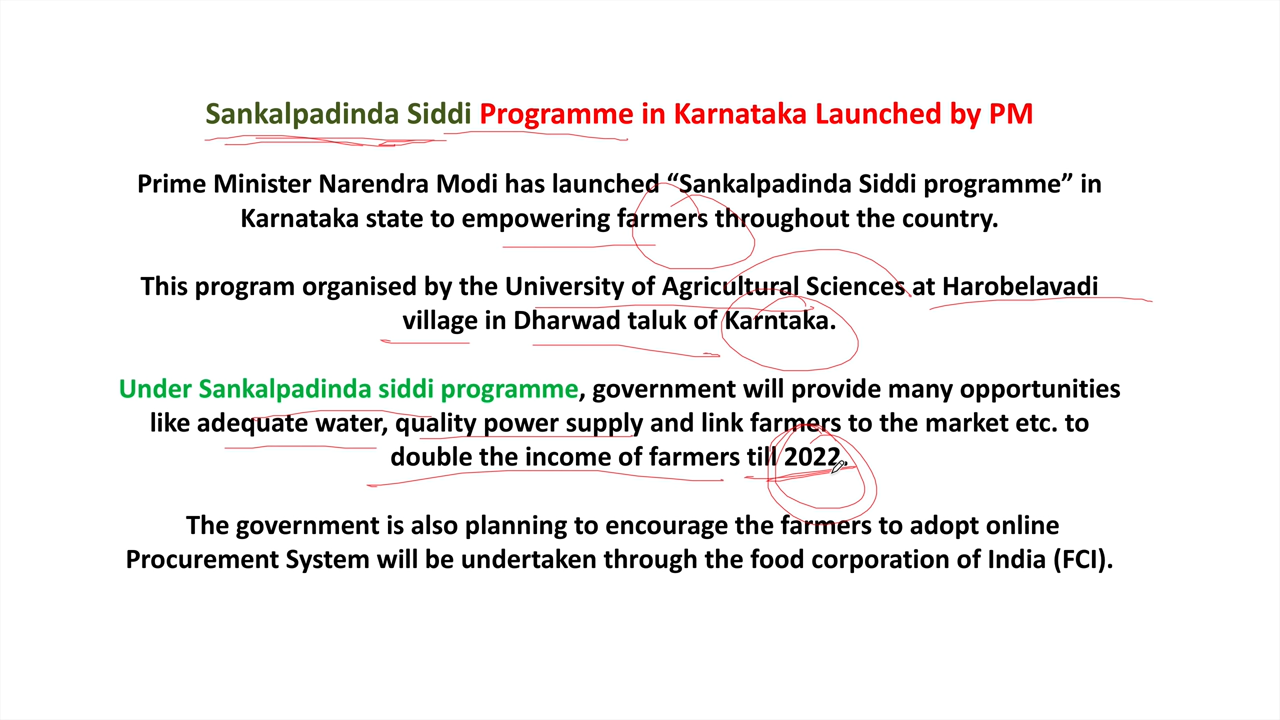 Sankalpadinda Siddi Programme in Karnataka Launched by PM
Prime Minister Narendra Modi has launched “Sankalpadinda Siddi programme” in
Karnataka state to empowering farmers throughout the country.
This program organised by the University of Agricultural Sciences at Harobelavadi
village in Dharwad taluk of Karntaka.
Under Sankalpadinda siddi programme, government will provide many opportunities
like adequate water, quality power supply and link farmers to the market etc. to
double the income of farmers till 2022.
The government is also planning to encourage the farmers to adopt online
Procurement System will be undertaken through the food corporation of India (FCI).